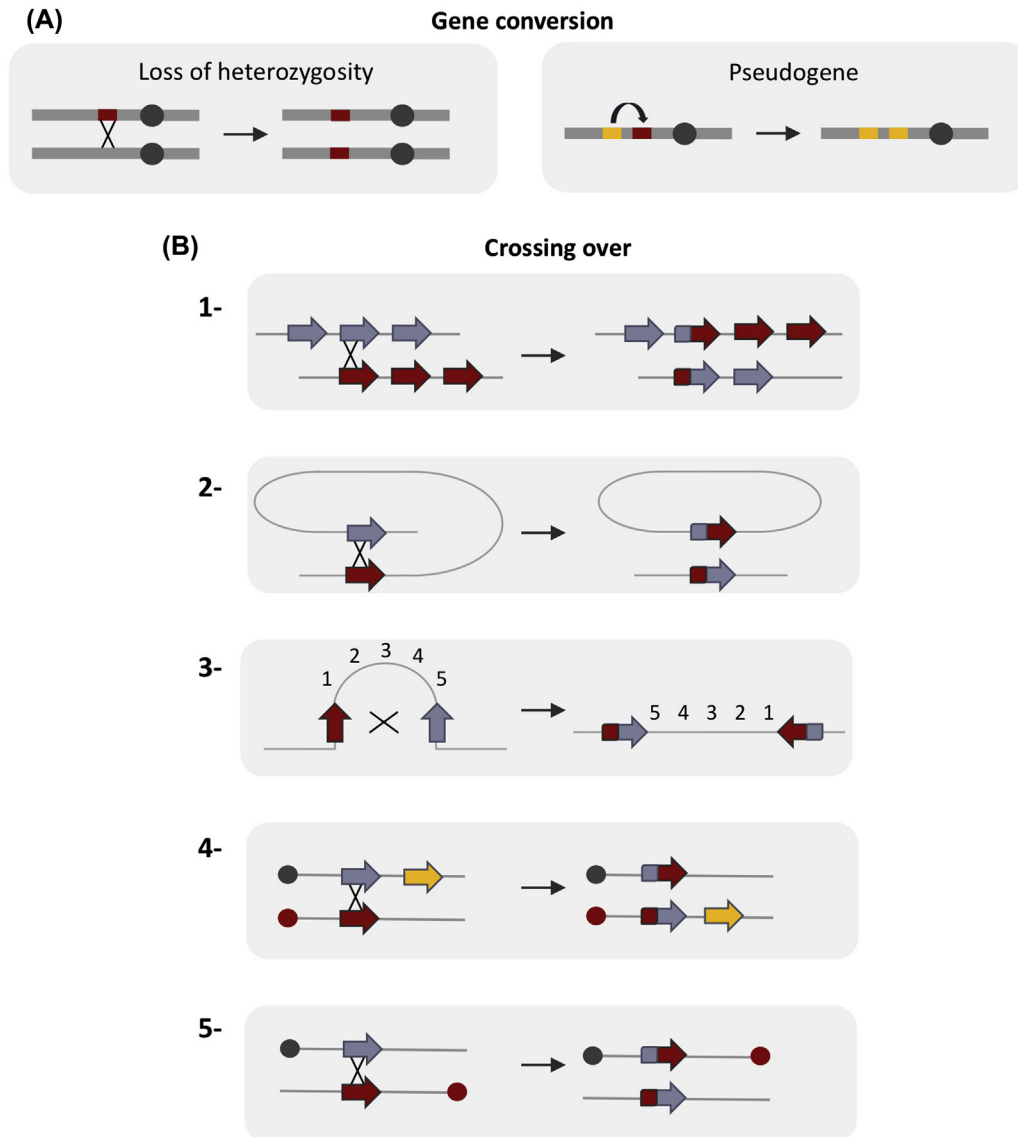 (A)
Gene conversion
Loss of heterozygosity
Pseudogene
(B)
Crossing over
1-
2-
3-
1 2 3 4 5
5 4 3 2 1
4-
5-